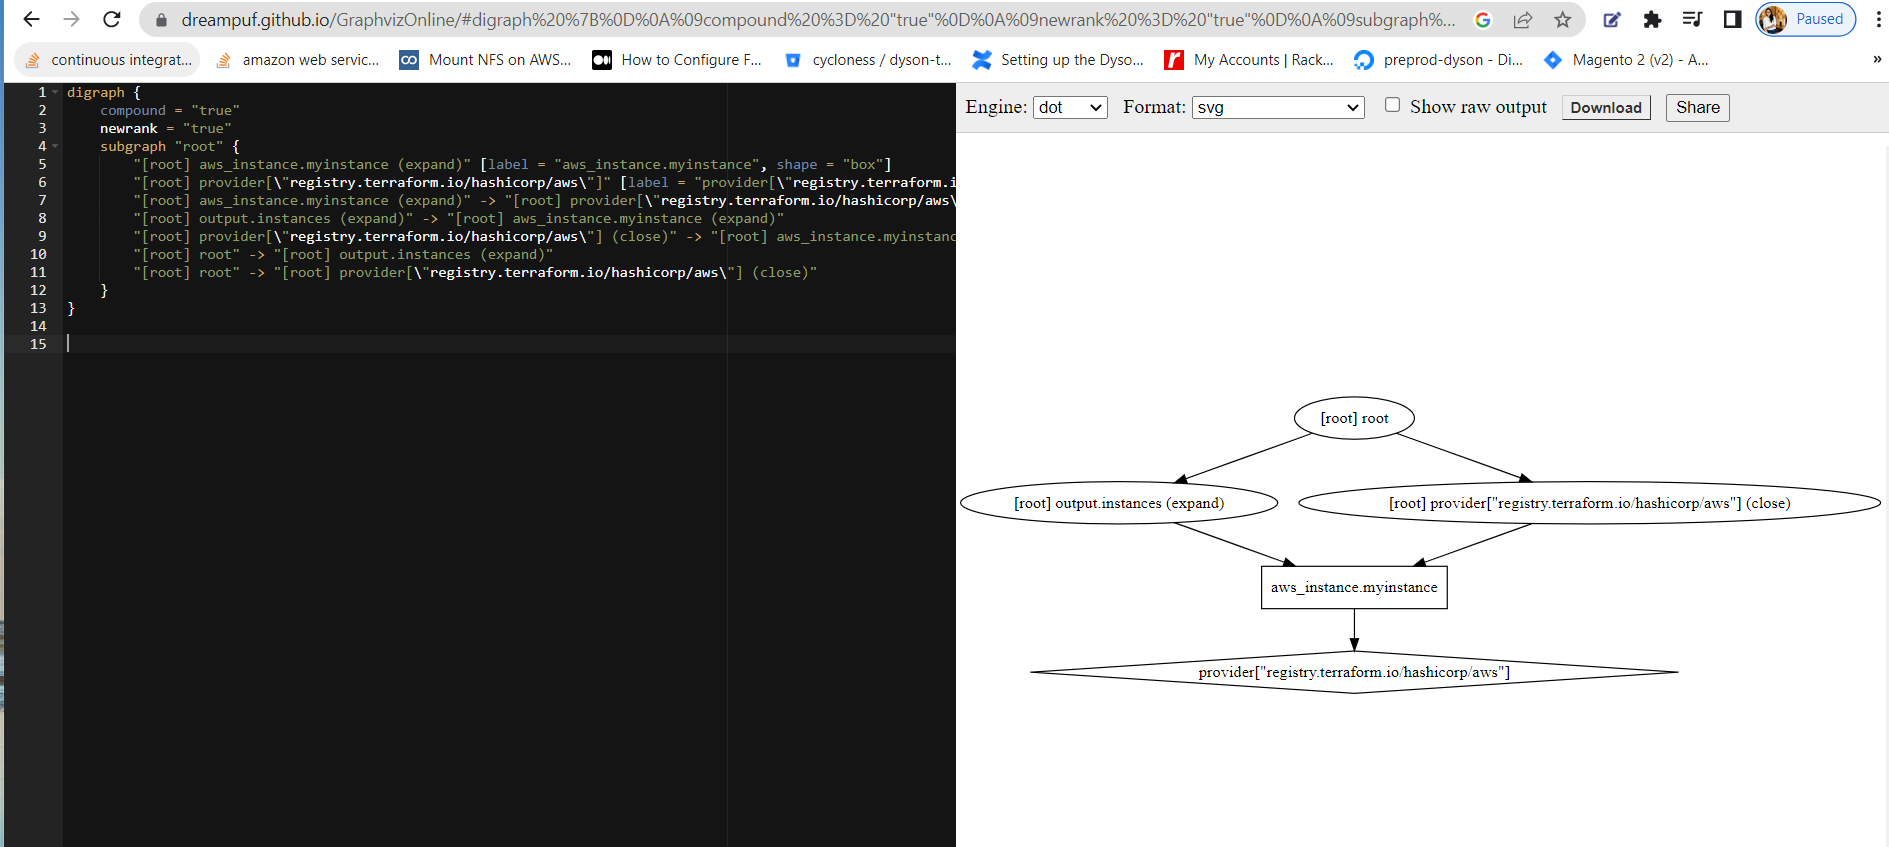 dreampuf.github.io/GraphvizOnline/#digraph%20%7B%0D%0A%09compound%20%3D%20"true"%0D%0A%09newrank%20%3D%20"true"%0D%0A%09subgraph%...
Paused
continuous integrat...
amazon web servic...
Mount NFS on AWS...
How to Configure F...
cycloness / dyson-t...
Setting up the Dyso...
My Accounts | Rack...
preprod-dyson - Di...
Magento 2 (v2) - A...
»
1 digraph {
2 compound = "true"
3 newrank = "true"
4 subgraph "root" {
5 "[root] aws_instance.myinstance (expand)" [label = "aws_instance.myinstance", shape = "box"]
6 "[root] provider[\"registry.terraform.io/hashicorp/aws\"]" [label = "provider[\"registry.terraform.i
7 "[root] aws_instance.myinstance (expand)" -> "[root] provider[\"registry.terraform.io/hashicorp/aws\
8 "[root] output.instances (expand)" -> "[root] aws_instance.myinstance (expand)"
9 "[root] provider[\"registry.terraform.io/hashicorp/aws\"] (close)" -> "[root] aws_instance.myinstanc
10 "[root] root" -> "[root] output.instances (expand)"
11 "[root] root" -> "[root] provider[\"registry.terraform.io/hashicorp/aws\"] (close)"
12 }
13 }
14
15
Engine: dot Format: svg Show raw output Download Share
[root] root
[root] output.instances (expand)
[root] provider["registry.terraform.io/hashicorp/aws"] (close)
aws_instance.myinstance
provider["registry.terraform.io/hashicorp/aws"]